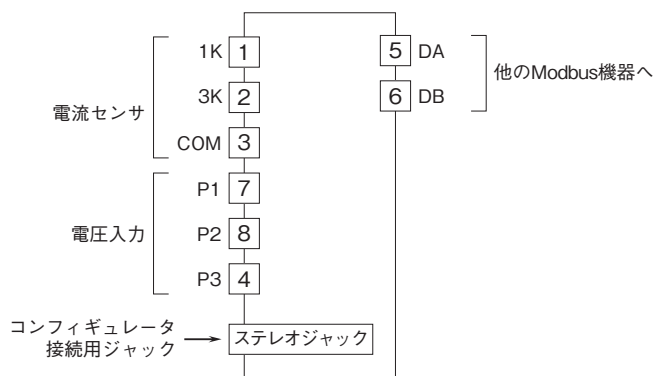 1K 1
5 DA
電流センサ
3K 2
6 DB
他のModbus機器へ
COM 3
P1 7
電圧入力
P2 8
P3 4
コンフィギュレータ
接続用ジャック
ステレオジャック